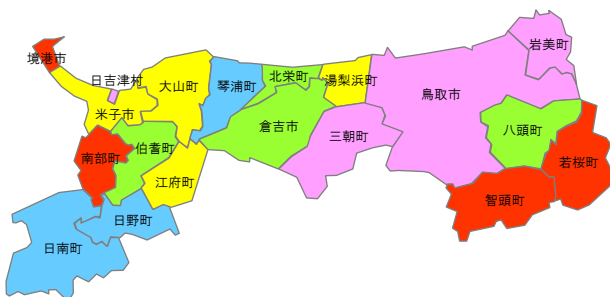 岩美町
境港市
日吉津村
大山町
琴浦町
北栄町
湯梨浜町
鳥取市
米子市
倉吉市
三朝町
八頭町
南部町
伯耆町
若桜町
江府町
智頭町
日野町
日南町